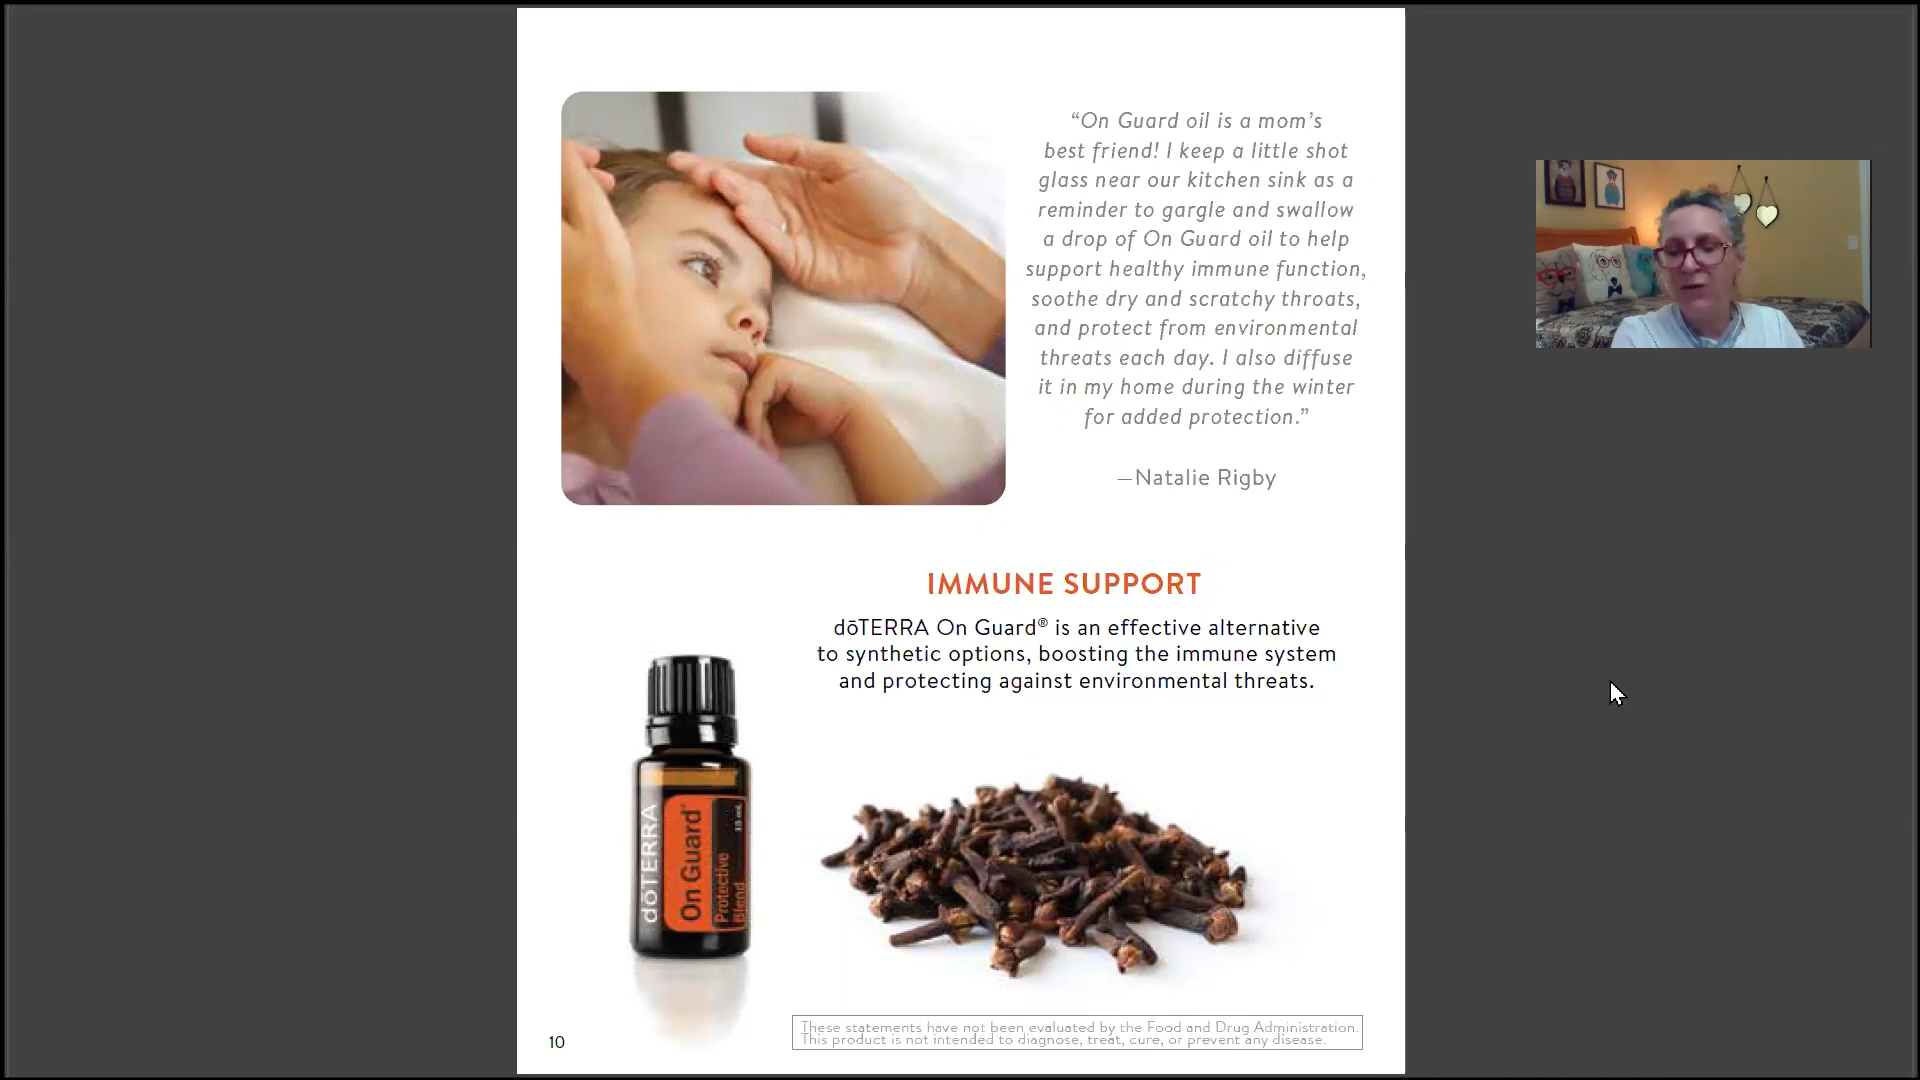 “On Guard oil is a mom’s
best friend! I keep a little shot
glass near our kitchen sink as a
reminder to gargle and swallow
a drop of On Guard oil to help
support healthy immune function,
soothe dry and scratchy throats,
and protect from environmental
threats each day. I also diffuse
it in my home during the winter
for added protection.”
—Natalie Rigby
IMMUNE SUPPORT
dōTERRA On Guard® is an effective alternative
to synthetic options, boosting the immune system
and protecting against environmental threats.
dōTERRA
On Guard®
Protective
Blend
15 mL
These statements have not been evaluated by the Food and Drug Administration.
This product is not intended to diagnose, treat, cure, or prevent any disease.
10